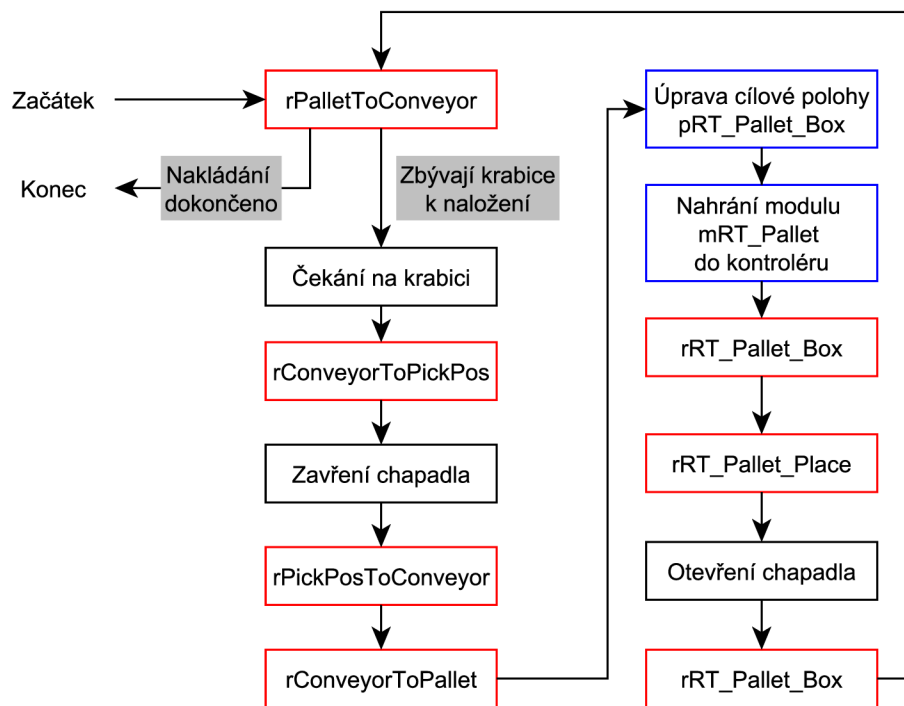 Začátek
rPalletToConveyor
Konec
Nakládání
dokončeno
Zbývají krabice
k naložení
Čekání na krabici
rConveyorToPickPos
Zavření chapadla
rPickPosToConveyor
rConveyorToPallet
Úprava cílové polohy
pRT_Pallet_Box
Nahrání modulu
mRT_Pallet
do kontroléru
rRT_Pallet_Box
rRT_Pallet_Place
Otevření chapadla
rRT_Pallet_Box